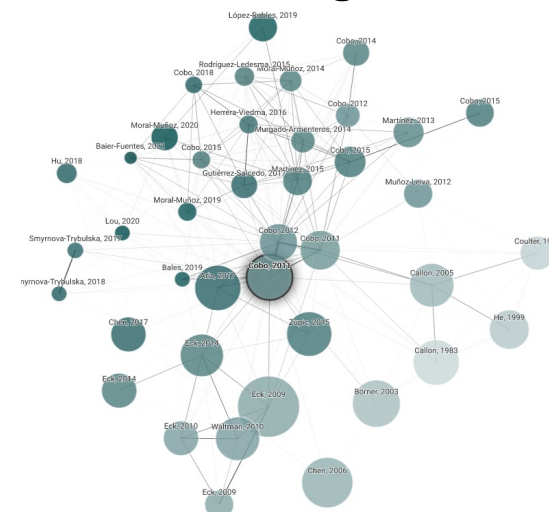 López-Robles, 2019
Cobo, 2014
Rodríguez-Ledesma, 2015
Moral-Muñoz, 2014
Cobo, 2018
Cobo, 2012
Cobo, 2015
Herrera-Viedma, 2016
Martínez, 2013
Moral-Muñoz, 2020
Murgado-Armenteros, 2014
Baier-Fuentes,
Cobo, 2015
Cobo, 2015
Hu, 2018
Gutiérrez-Salcedo, 2017
Martínez, 2015
Muñoz-Leiva, 2012
Moral-Muñoz, 2019
Lou, 2020
Cobo, 2012
Smyrnova-Trybulska, 2017
Cobo, 2011
Coulter,
Cobo, 2011
Bales, 2019
Aria, 2017
Callon, 2005
myrnova-Trybulska, 2018
Chen, 2017
Zupic, 2015
He, 1999
Eck, 2014
Callon, 1983
Eck, 2014
Börner, 2003
Eck, 2009
Eck, 2010
Waltman, 2010
Chen, 2006
Eck, 2009